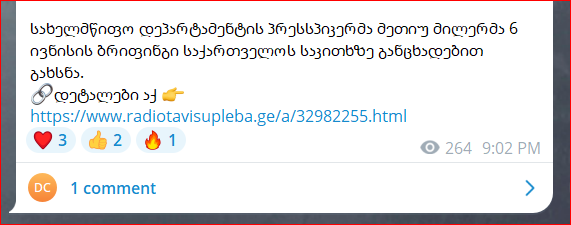 სახელმწიფო დეპარტამენტის პრესსპიკერმა მეთიუ მილერმა 6
ივნისის ბრიფინგი საქართველოს საკითხზე განცხადებით
გახსნა.
🔗დეტალები აქ 👉
https://www.radiotavisupleba.ge/a/32982255.html
❤️ 3 👍 2 🔥 1 264 9:02 PM
DC 1 comment